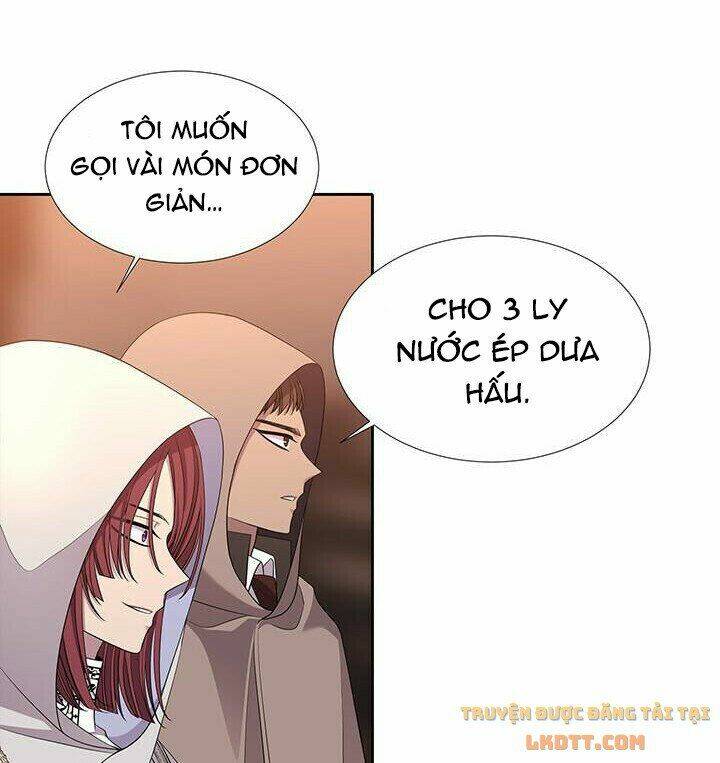 TÔI MUỐN
GỌI VÀI MÓN ĐƠN
GIẢN...
CHO 3 LY
NƯỚC ÉP DƯA
HẤU.
TRUYỆN ĐƯỢC ĐĂNG TẢI TẠI
LKDTT.COM